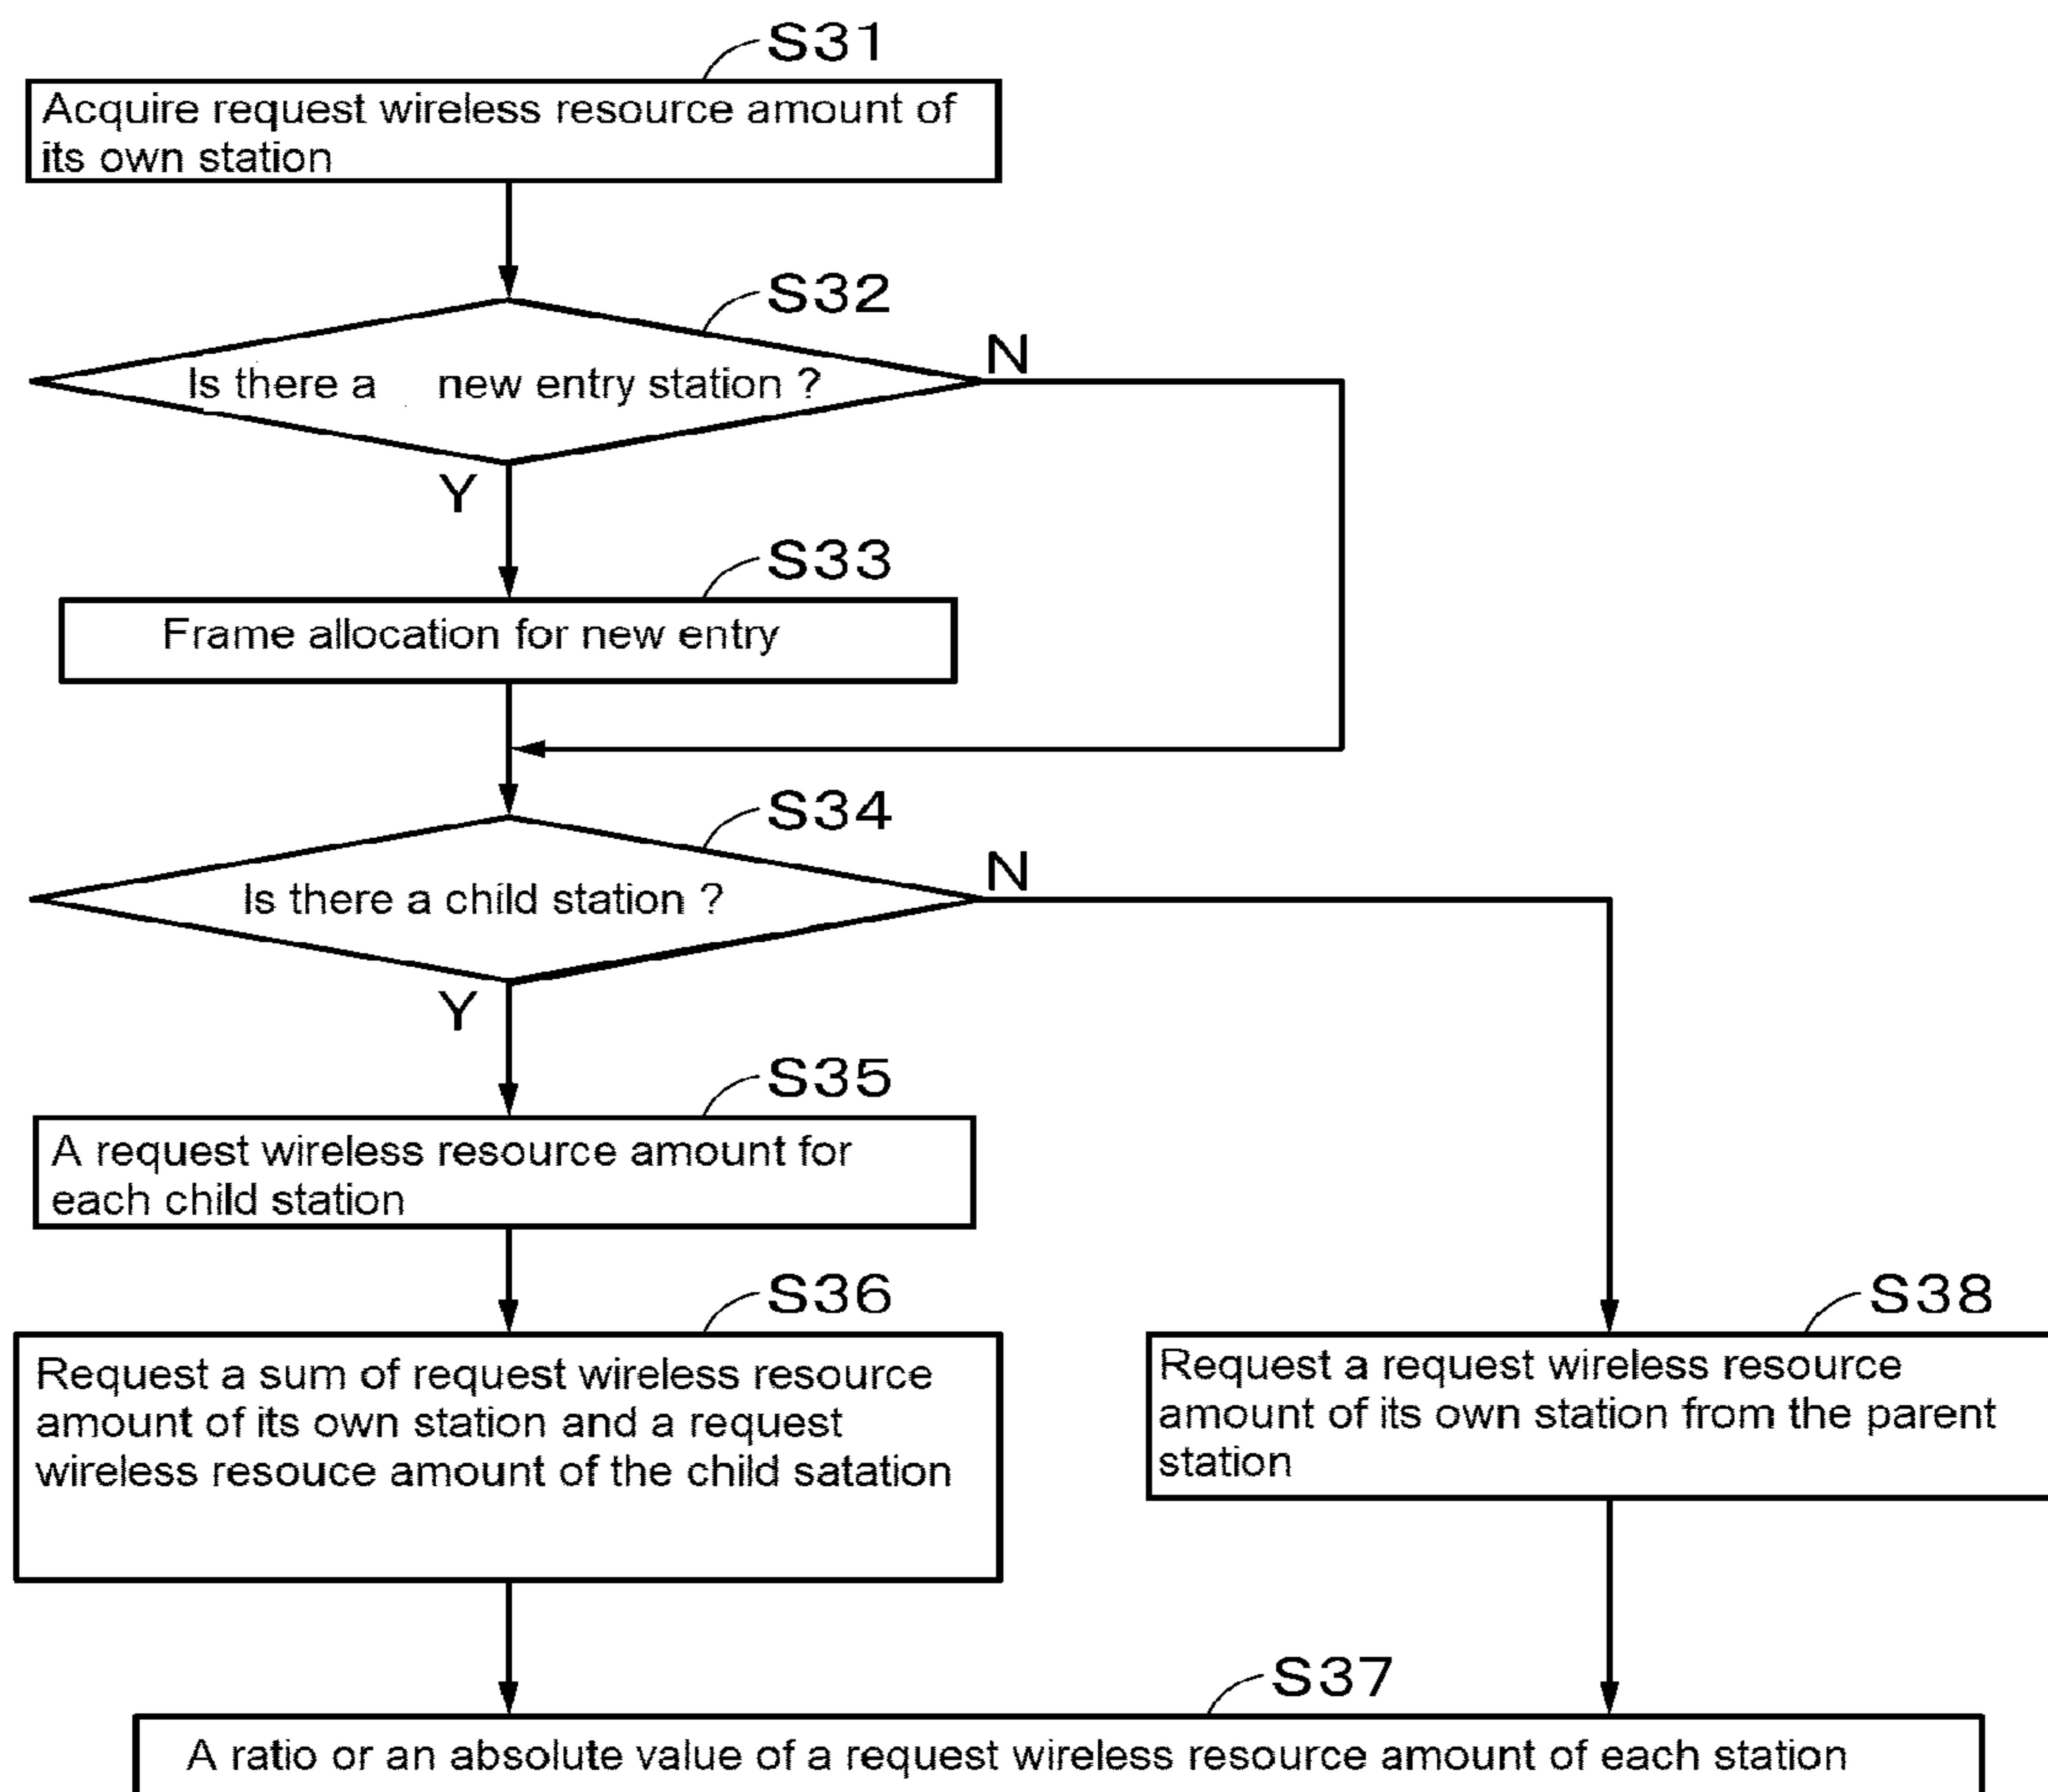 S31
Acquire request wireless resource amount of
its own station
S32
Is there a new entry station ?
N
Y
S33
Frame allocation for new entry
S34
Is there a child station ?
N
Y
S35
A request wireless resource amount for
each child station
S36
Request a sum of request wireless resource
amount of its own station and a request
wireless resouce amount of the child satation
S38
Request a request wireless resource
amount of its own station from the parent
station
S37
A ratio or an absolute value of a request wireless resource amount of each station